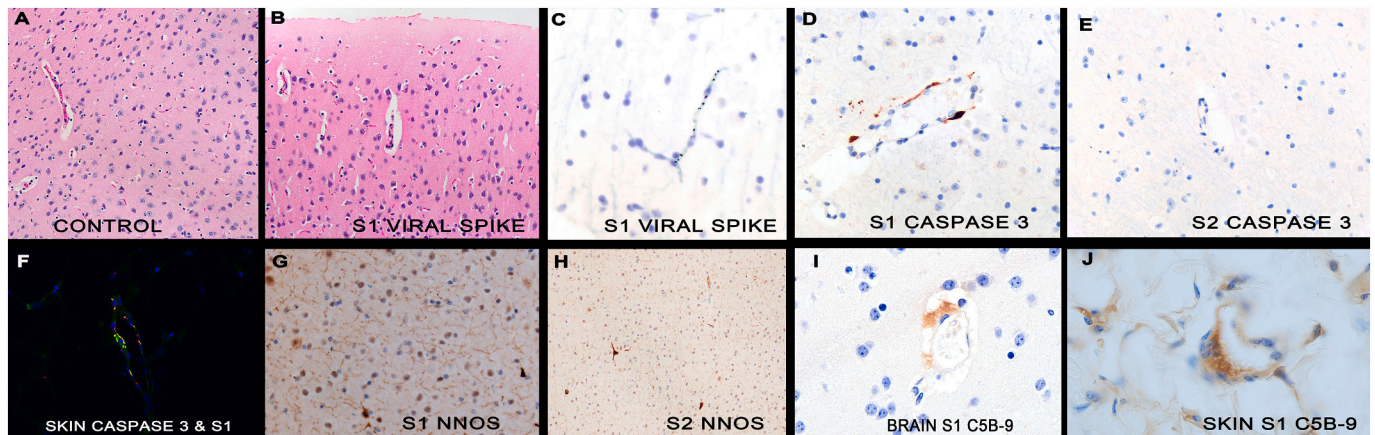 A
CONTROL
B
S1 VIRAL SPIKE
C
S1 VIRAL SPIKE
D
S1 CASPASE 3
E
S2 CASPASE 3
F
SKIN CASPASE 3 & S1
G
S1 NNOS
H
S2 NNOS
I
BRAIN S1 C5B-9
J
SKIN S1 C5B-9